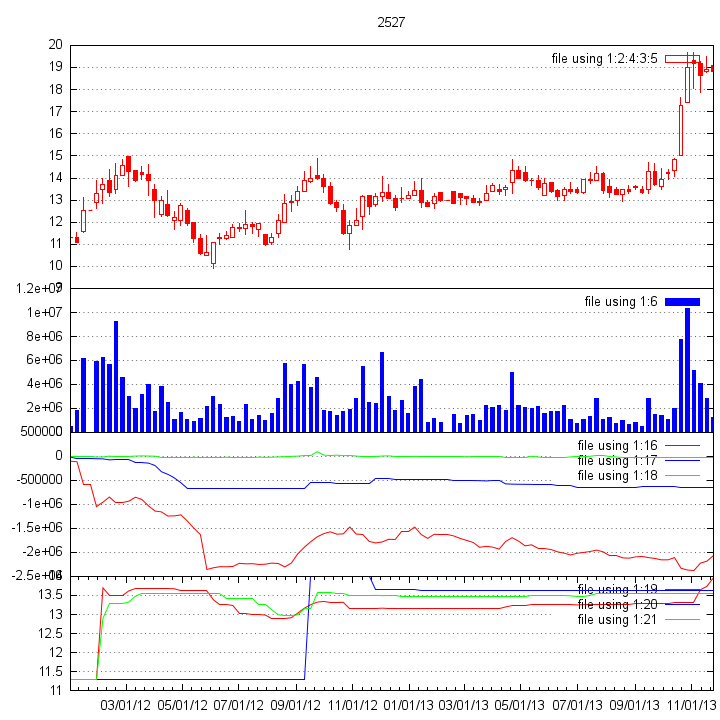 2527
20
file using 1:2:4:3:5
19
18
17
16
15
14
13
12
11
10
9
1.2e+07
file using 1:6
1e+07
8e+06
6e+06
4e+06
2e+06
500000
file using 1:16
0
file using 1:17
file using 1:18
-500000
-1e+06
-1.5e+06
-2e+06
-2.5e+06
14
file using 1:19
13.5
file using 1:20
13
file using 1:21
12.5
12
11.5
11
03/01/12 05/01/12 07/01/12 09/01/12 11/01/12 01/01/13 03/01/13 05/01/13 07/01/13 09/01/13 11/01/13